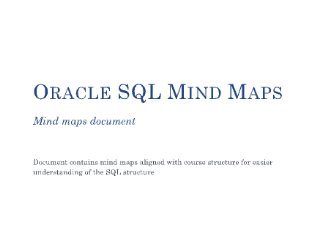 ORACLE SQL MIND MAPS
Mind maps document
Document contains mind maps aligned with course structure for easier
understanding of the SQL structure